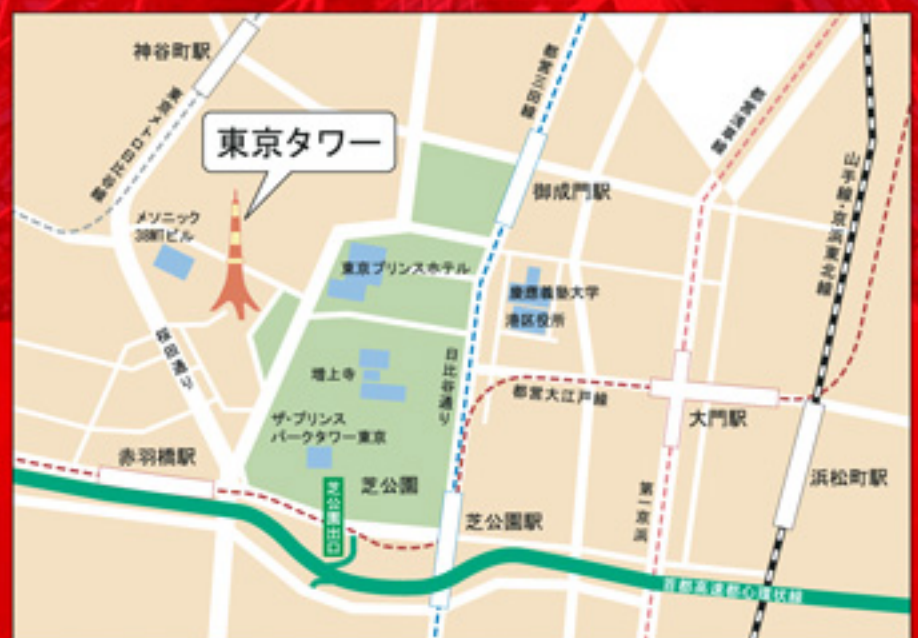 神谷町駅
都営三田線
都営浅草線
東京メトロ日比谷線
東京タワー
山手線・京浜東北線
御成門駅
メソニック
38MTビル
東京プリンスホテル
慶應義塾大学
港区役所
桜田通り
日比谷通り
増上寺
都営大江戸線
大門駅
ザ・プリンス
パークタワー東京
赤羽橋駅
浜松町駅
芝公園
芝公園出口
芝公園駅
第一京浜
首都高速都心環状線